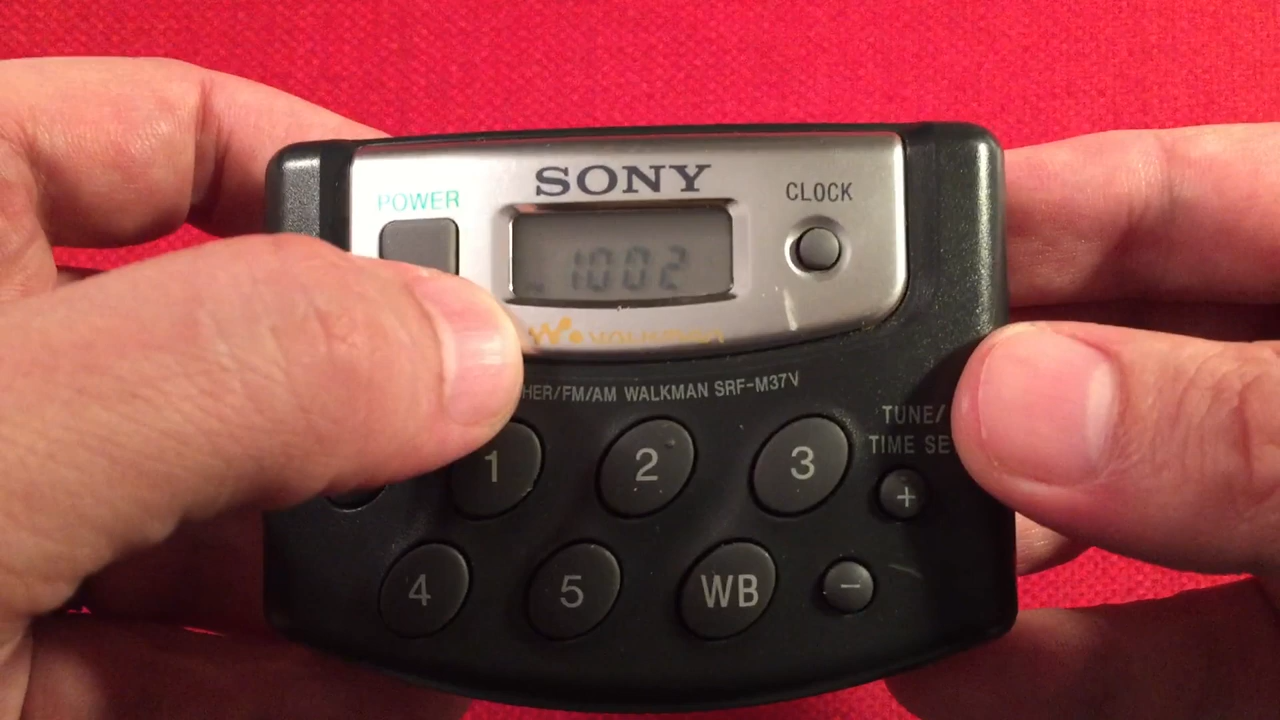 SONY
POWER
CLOCK
1002
WALKMAN
HER/FM/AM WALKMAN SRF-M37V
TUNE/
TIME SE
1 2 3 +
4 5 WB −